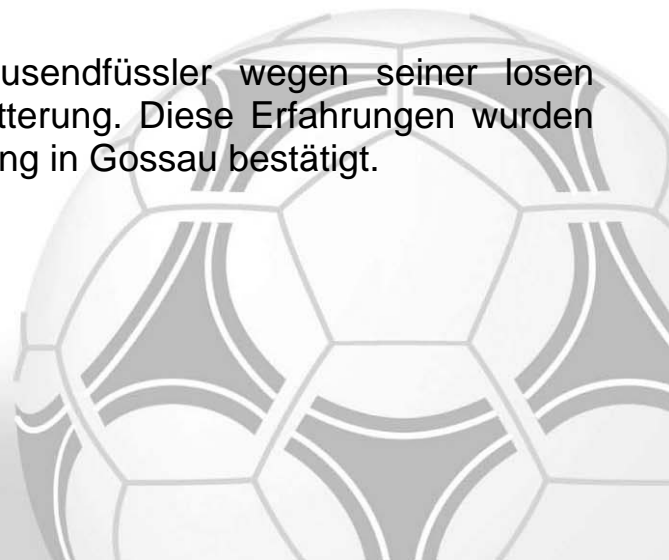 usendfüssler wegen seiner losen
tterung. Diese Erfahrungen wurden
ng in Gossau bestätigt.